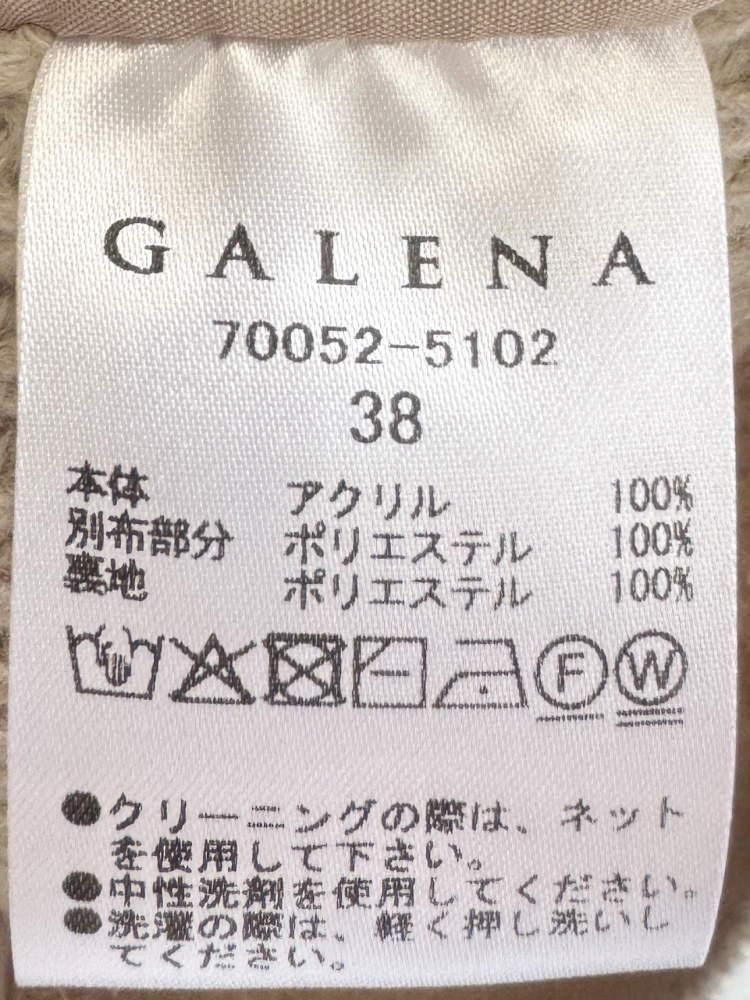 GALENA
70052-5102
38
本体 アクリル 100%
別布部分 ポリエステル 100%
裏地 ポリエステル 100%
F W
●クリーニングの際は、ネット
を使用して下さい。
●中性洗剤を使用してください。
●洗濯の際は、軽く押し洗いし
てください。